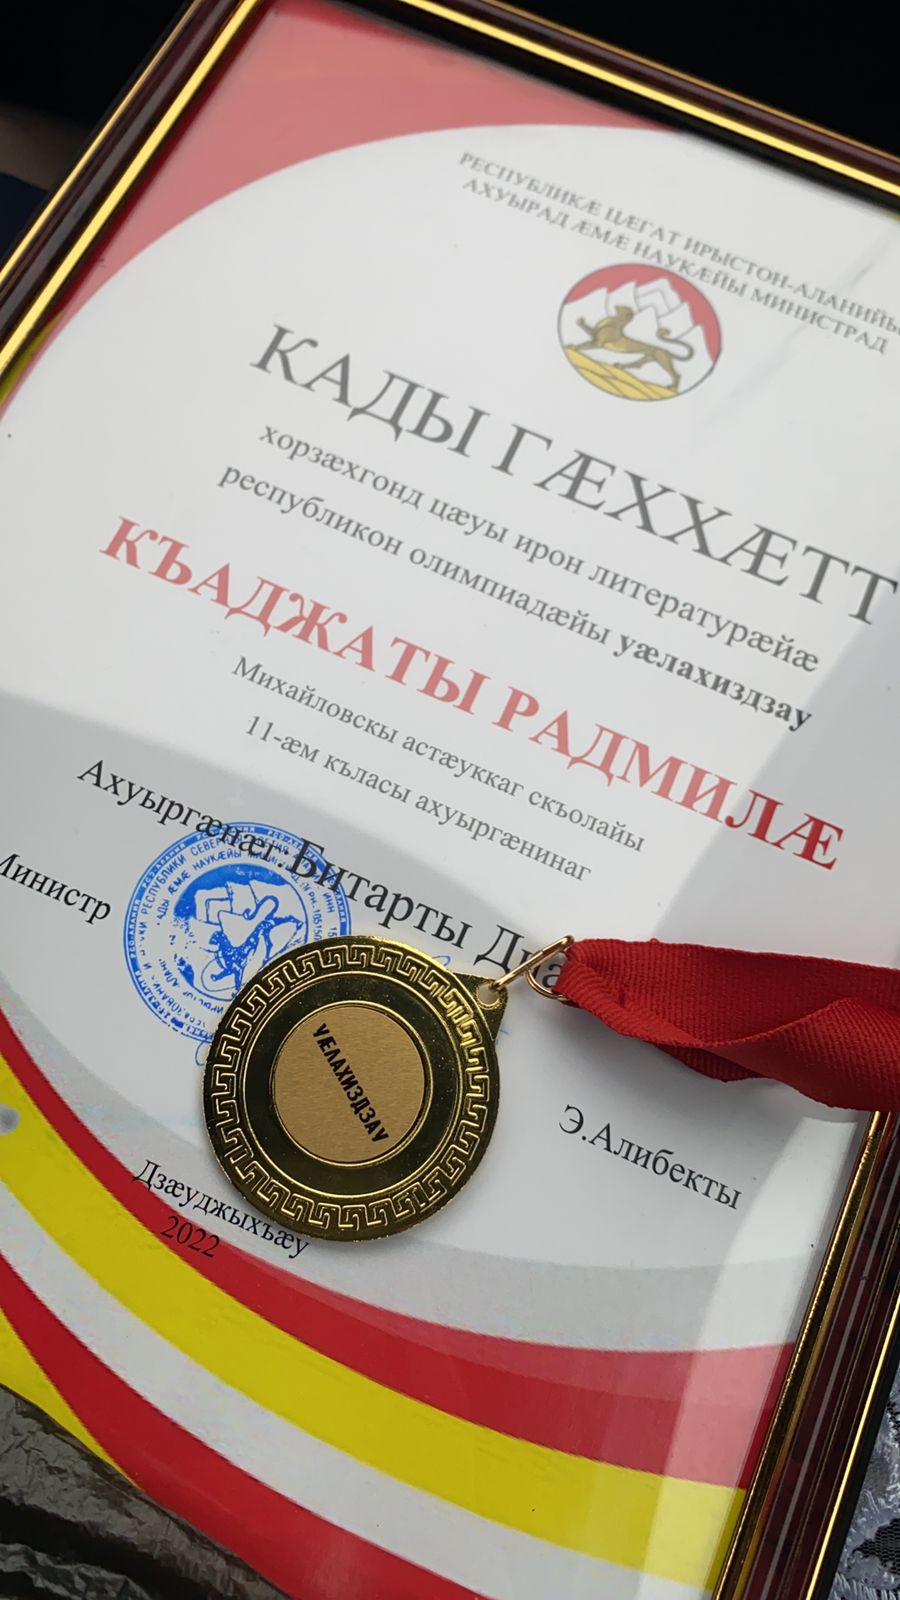 РЕСПУБЛИКÆ ЦÆГАТ ИРЫСТОН-АЛАНИЙЫ
АХУЫРАД ÆМÆ НАУКÆЙЫ МИНИСТРАД
КАДЫ ГÆХХÆТТ
хорзæхгонд цæуы ирон литературæйæ
республикон олимпиадæйы уæлахиздзау
КЪАДЖАТЫ РАДМИЛÆ
Михайловскы астæуккаг скъолайы
11-æм къласы ахуыргæнинаг
Ахуыргæнæг: Битарты
Министр
Э.Алибекты
УÆЛАХИЗДЗАУ
Дзæуджыхъæу
2022